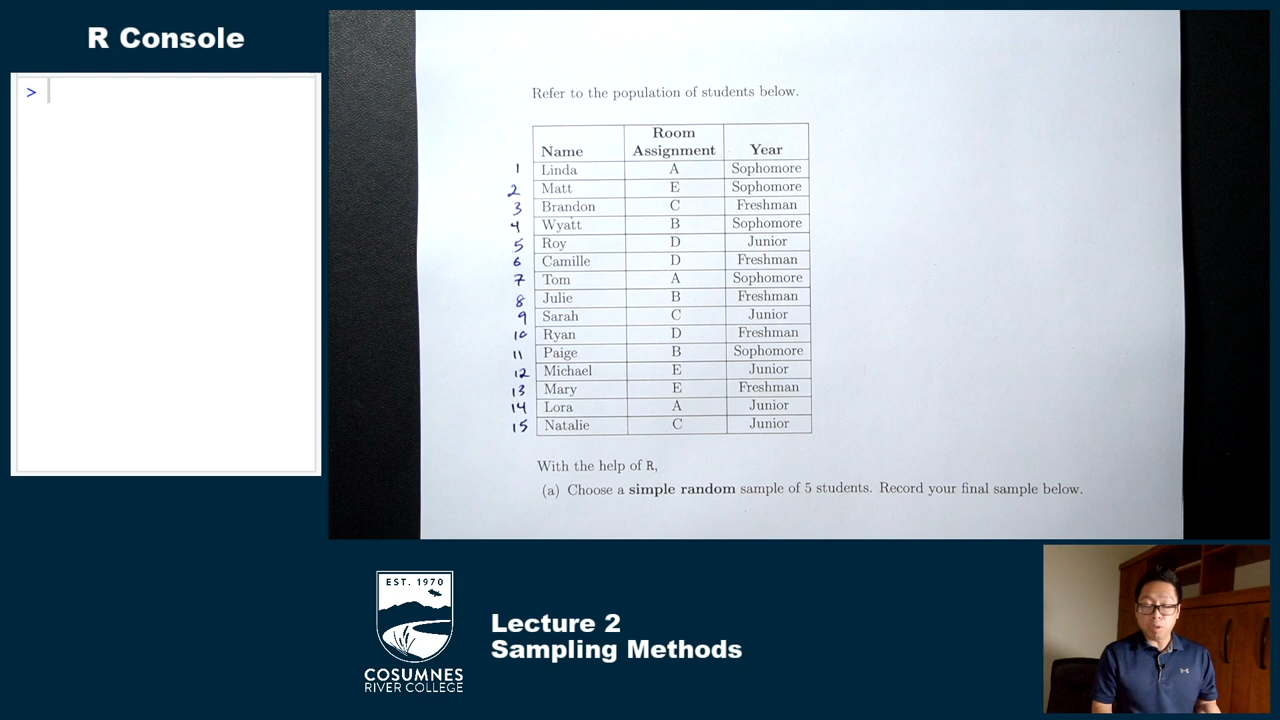 R Console
>
Refer to the population of students below.
Name Room Assignment Year
1 Linda A Sophomore
2 Matt E Sophomore
3 Brandon C Freshman
4 Wyatt B Sophomore
5 Roy D Junior
6 Camille D Freshman
7 Tom A Sophomore
8 Julie B Freshman
9 Sarah C Junior
10 Ryan D Freshman
11 Paige B Sophomore
12 Michael E Junior
13 Mary E Freshman
14 Lora A Junior
15 Natalie C Junior
With the help of R,
(a) Choose a simple random sample of 5 students. Record your final sample below.
EST. 1970
COSUMNES
RIVER COLLEGE
Lecture 2
Sampling Methods